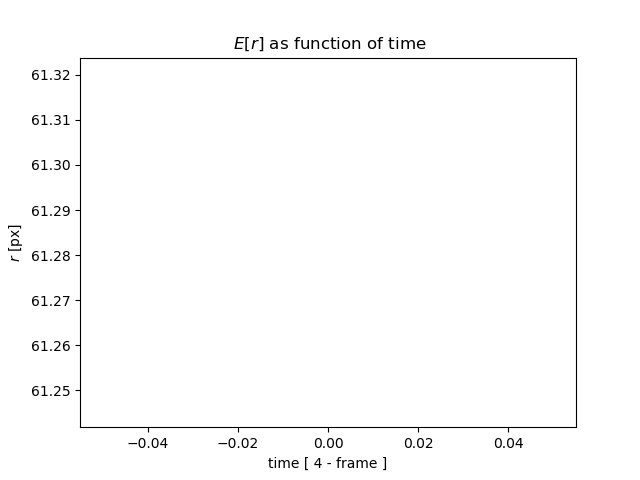 E[r] as function of time
r [px]
61.32
61.31
61.30
61.29
61.28
61.27
61.26
61.25
−0.04 −0.02 0.00 0.02 0.04
time [ 4 - frame ]